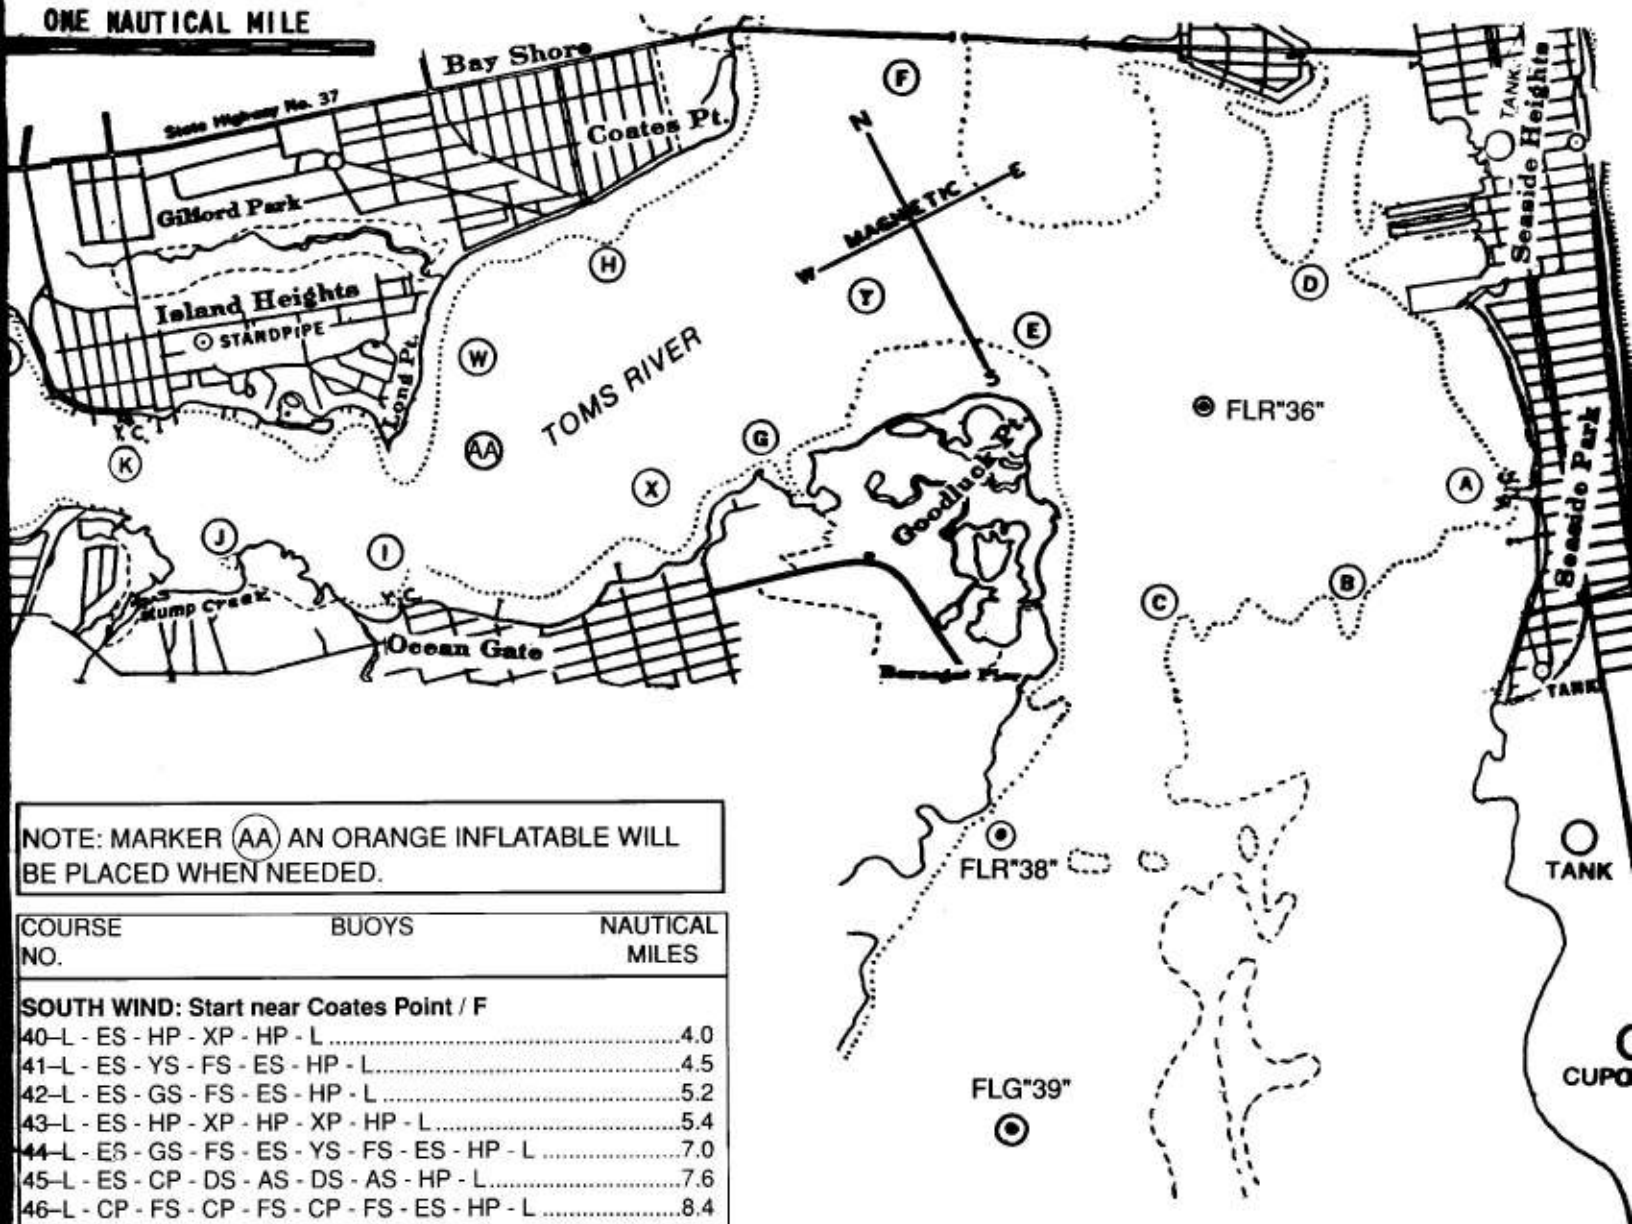 ONE NAUTICAL MILE
Bay Shore
State Highway No. 37
Coates Pt.
F
N
MAGNETIC
E
W
S
TANK
Seaside Heights
Gilford Park
H
Y
D
Island Heights
STANDPIPE
Long Pt.
W
TOMS RIVER
E
FLR"36"
Y.C.
K
AA
G
X
Goodluck Pt.
A
Y.C.
Seaside Park
J
I
B
C
Y.C.
Ocean Gate
TANK
NOTE: MARKER AA AN ORANGE INFLATABLE WILL
BE PLACED WHEN NEEDED.
FLR"38"
TANK
COURSE NO. BUOYS NAUTICAL MILES
SOUTH WIND: Start near Coates Point / F
40–L - ES - HP - XP - HP - L ................................................4.0
41–L - ES - YS - FS - ES - HP - L..........................................4.5
42–L - ES - GS - FS - ES - HP - L .........................................5.2
43–L - ES - HP - XP - HP - XP - HP - L ..................................5.4
44–L - ES - GS - FS - ES - YS - FS - ES - HP - L ...................7.0
45–L - ES - CP - DS - AS - DS - AS - HP - L..........................7.6
46–L - CP - FS - CP - FS - CP - FS - ES - HP - L ...................8.4
FLG"39"
CUPO